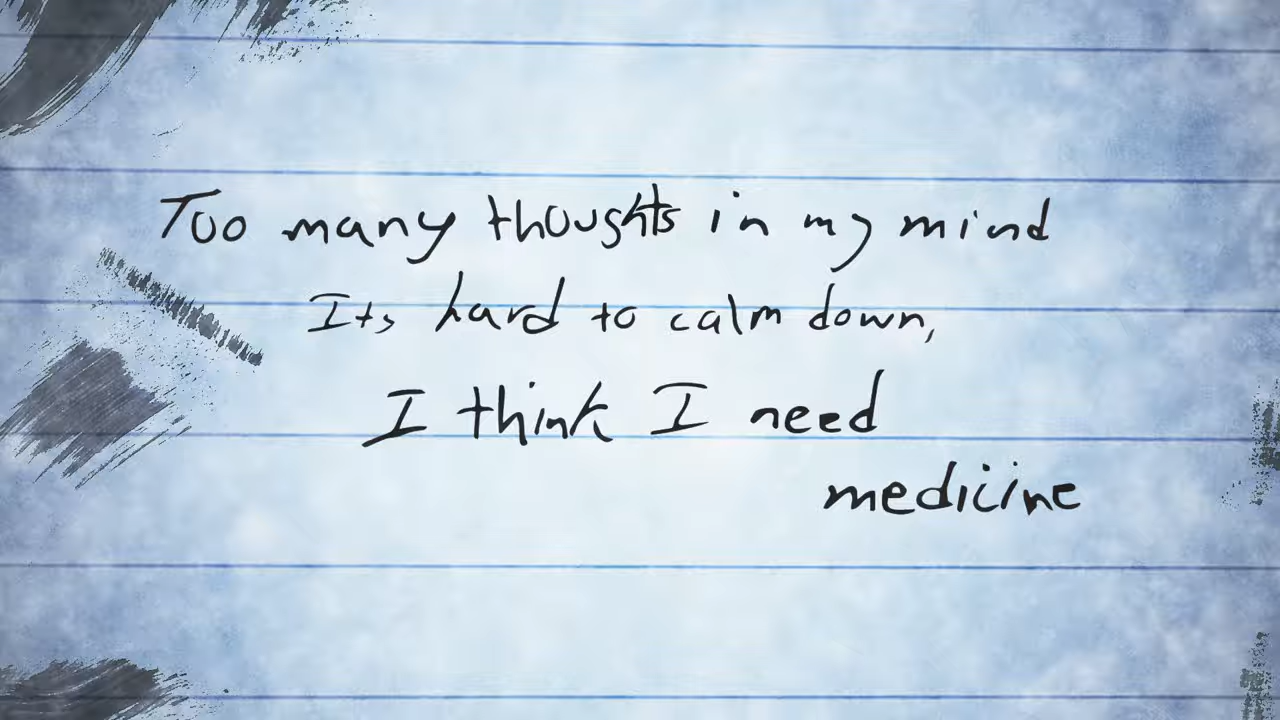 Too many thoughts in my mind
Its hard to calm down,
I think I need
medicine